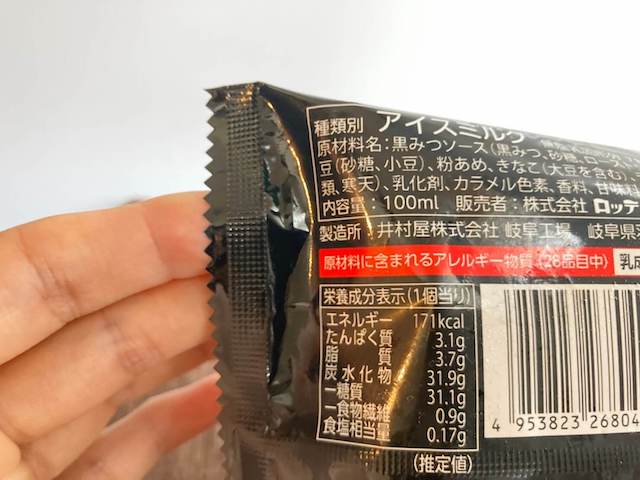 種類別 アイスミルク
原材料名:黒みつソース(黒みつ、砂糖、
豆(砂糖、小豆)、粉あめ、きなこ(大豆を含む)、
類、寒天)、乳化剤、カラメル色素、香料、甘味料
内容量:100ml 販売者:株式会社 ロッテ
製造所:井村屋株式会社 岐阜工場 岐阜県
原材料に含まれるアレルギー物質(28品目中) 乳成
栄養成分表示(1個当り)
エネルギー 171kcal
たんぱく質 3.1g
脂質 3.7g
炭水化物 31.9g
−糖質 31.1g
−食物繊維 0.9g
食塩相当量 0.17g
(推定値)
4 953823 26804